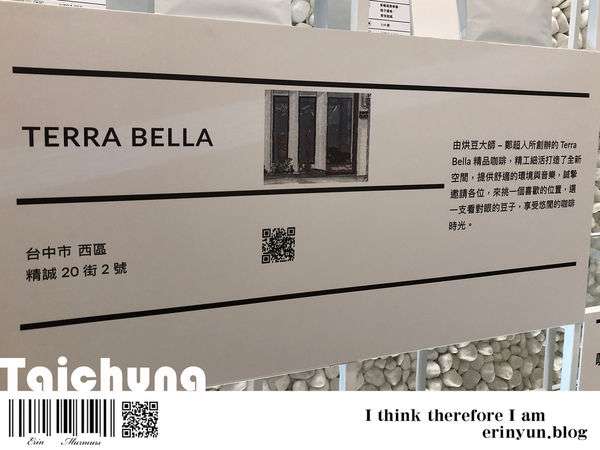 TERRA BELLA
由烘豆大師 – 鄭超人所創辦的 Terra
Bella 精品咖啡，精工細活打造了全新
空間，提供舒適的環境與音樂，誠摯
邀請各位，來挑一個喜歡的位置，選
一支看對眼的豆子，享受悠閒的咖啡
時光。
台中市 西區
精誠 20 街 2 號
Taichung
Erin Murmurs
I think therefore I am
erinyun.blog